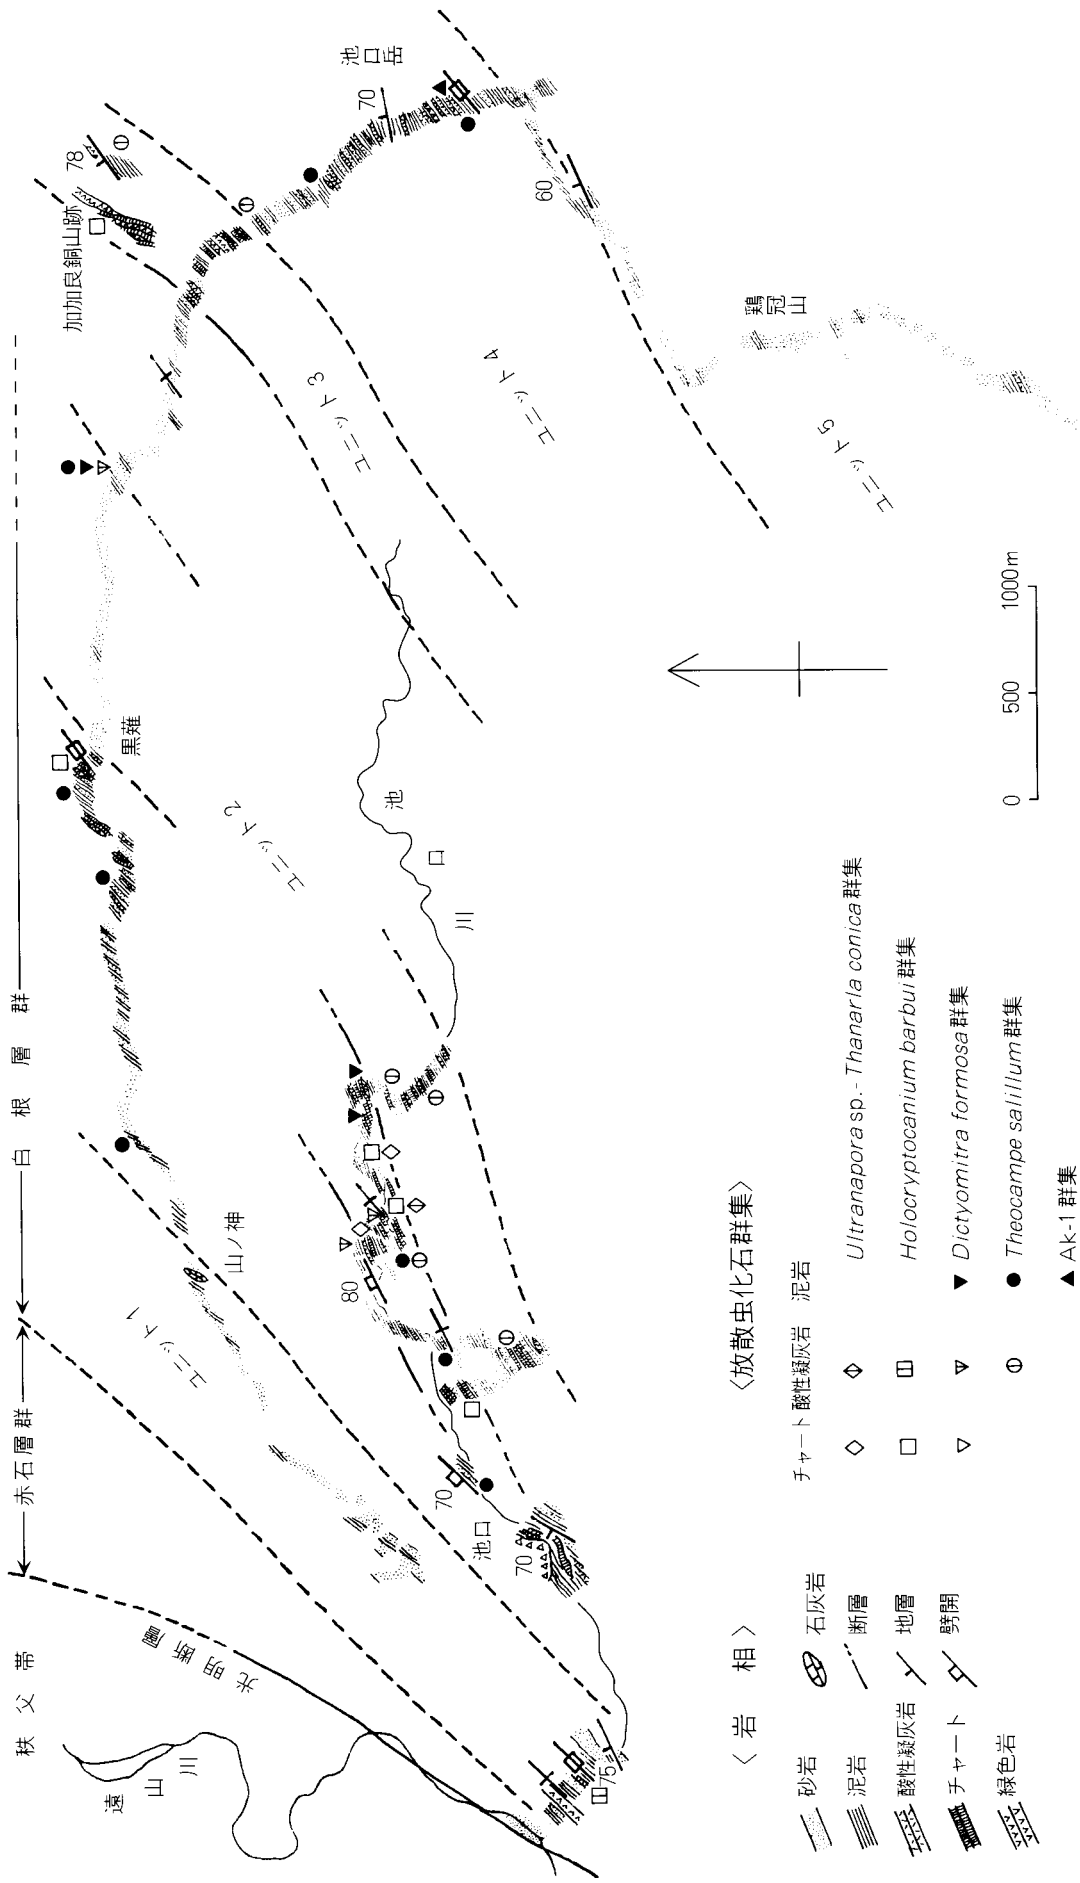 秩父帯
赤石層群
白根層群
遠山川
光明断層
ユニット1
山ノ神
ユニット2
黒薙
加加良銅山跡
78
ユニット3
ユニット4
池口岳
70
60
鶏冠山
ユニット5
池口川
80
70
池口
70
75
0 500 1000m
〈岩相〉
砂岩
泥岩
酸性凝灰岩
チャート
緑色岩
石灰岩
断層
地層
劈開
〈放散虫化石群集〉
チャート 酸性凝灰岩 泥岩
Ultranapora sp. - Thanarla conica 群集
Holocryptocanium barbui 群集
Dictyomitra formosa 群集
Theocampe salillum 群集
Ak-1 群集